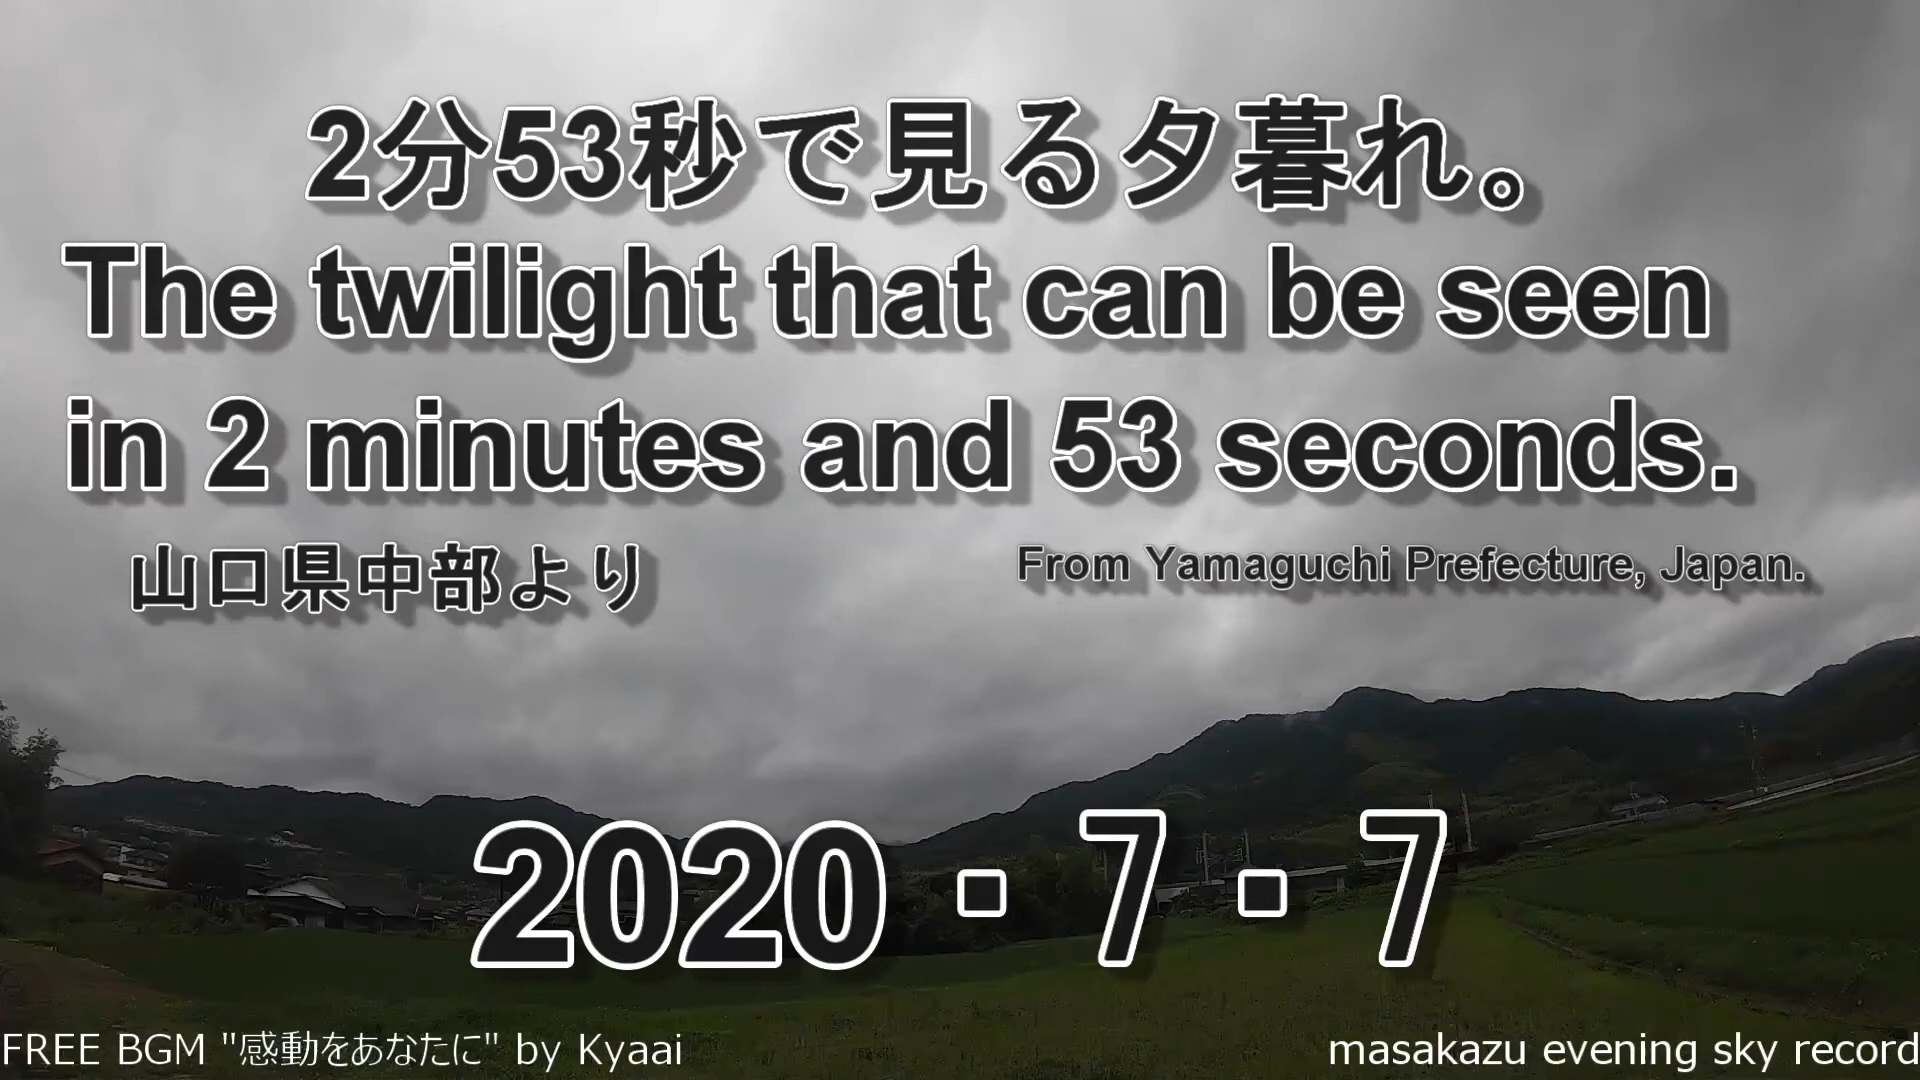 2分53秒で見る夕暮れ。
The twilight that can be seen
in 2 minutes and 53 seconds.
山口県中部より
From Yamaguchi Prefecture, Japan.
2020・7・7
FREE BGM "感動をあなたに" by Kyaai
masakazu evening sky record